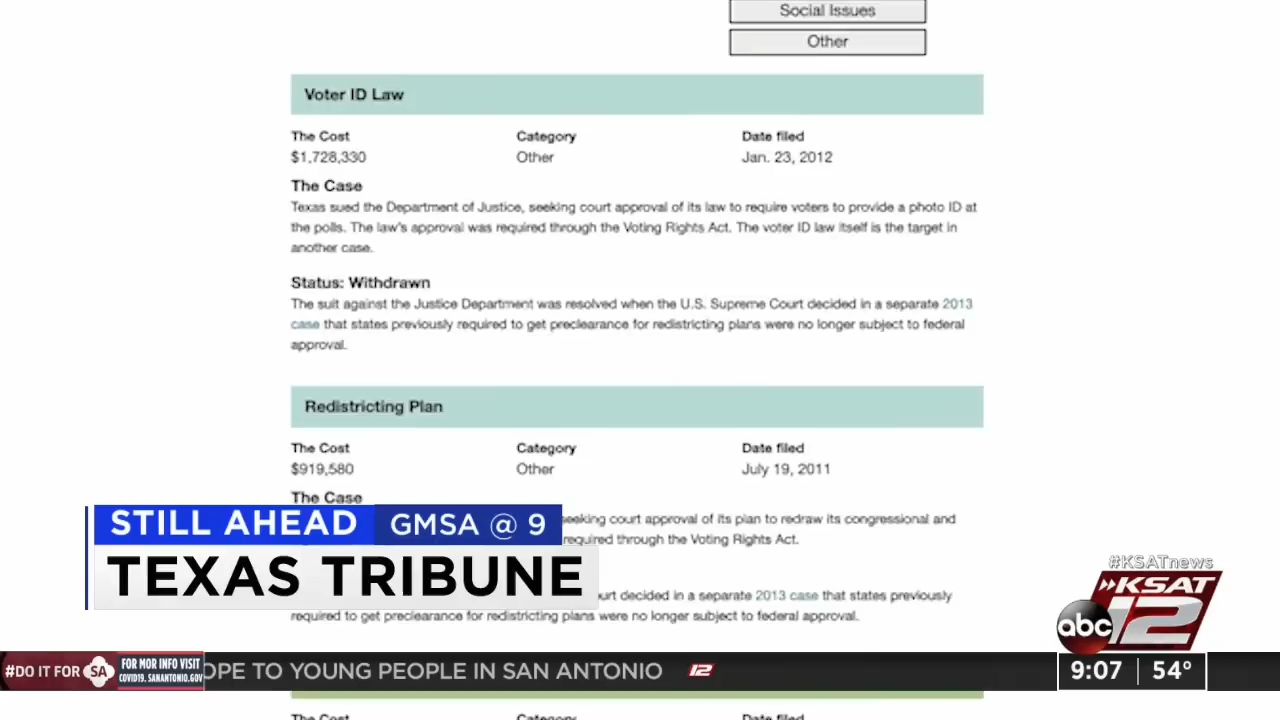 Social Issues
Other
Voter ID Law
The Cost Category Date filed
$1,728,330 Other Jan. 23, 2012
The Case
Texas sued the Department of Justice, seeking court approval of its law to require voters to provide a photo ID at
the polls. The law's approval was required through the Voting Rights Act. The voter ID law itself is the target in
another case.
Status: Withdrawn
The suit against the Justice Department was resolved when the U.S. Supreme Court decided in a separate 2013
case that states previously required to get preclearance for redistricting plans were no longer subject to federal
approval.
Redistricting Plan
The Cost Category Date filed
$919,580 Other July 19, 2011
The Case
seeking court approval of its plan to redraw its congressional and
required through the Voting Rights Act.
STILL AHEAD GMSA @ 9
TEXAS TRIBUNE
decided in a separate 2013 case that states previously
required to get preclearance for redistricting plans were no longer subject to federal approval.
#KSATnews
KSAT
abc 12
#DO IT FOR SA
FOR MOR INFO VISIT
COVID19.SANANTONIO.GOV
OPE TO YOUNG PEOPLE IN SAN ANTONIO 12
9:07 54°
The Cost Category Date filed